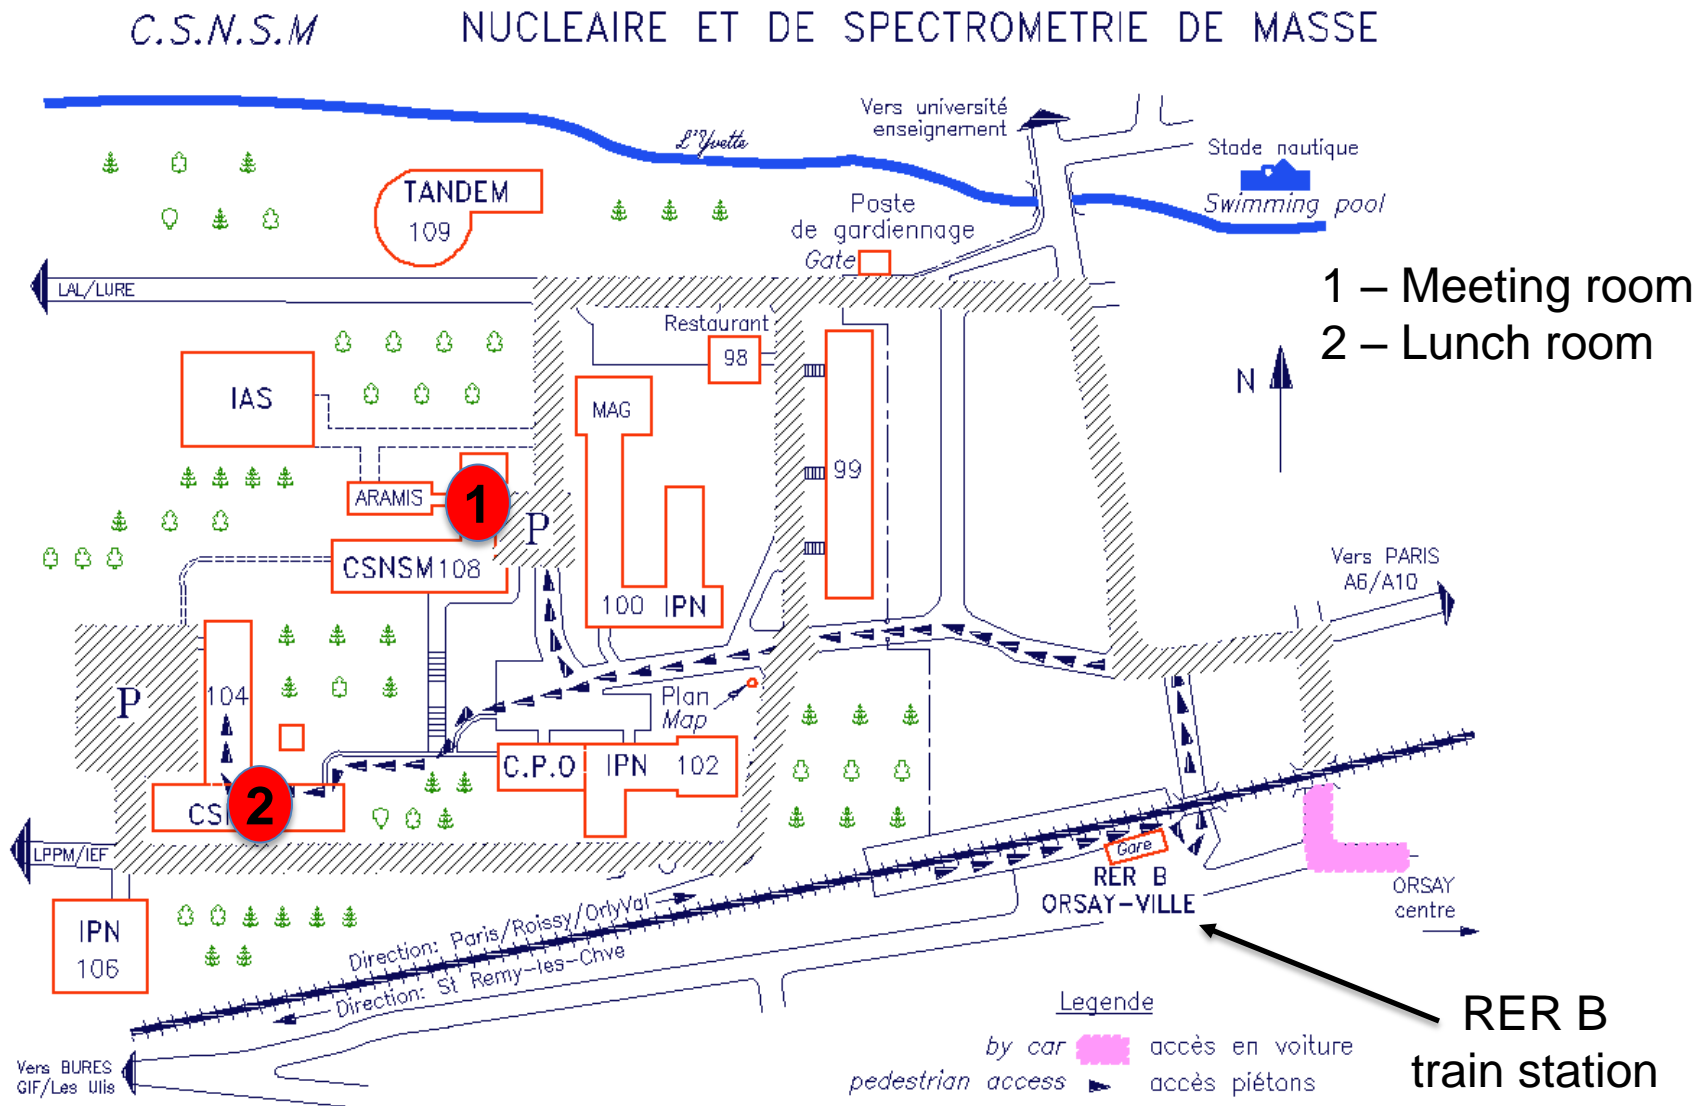 C.S.N.S.M
NUCLEAIRE ET DE SPECTROMETRIE DE MASSE
Vers université
enseignement
L'Yvette
Stade nautique
Swimming pool
TANDEM
109
Poste
de gardiennage
Gate
LAL/LURE
1 – Meeting room
2 – Lunch room
Restaurant
98
N
IAS
MAG
99
ARAMIS
1
P
CSNSM 108
100 IPN
Vers PARIS
A6/A10
P
104
Plan
Map
C.P.O
IPN 102
2
LPPM/IEF
Gare
RER B
ORSAY-VILLE
ORSAY
centre
IPN
106
Direction: Paris/Roissy/OrlyVal
Direction: St Remy-les-Chve
Legende
by car
accès en voiture
pedestrian access
accès piétons
RER B
train station
Vers BURES
GIF/Les Ulis